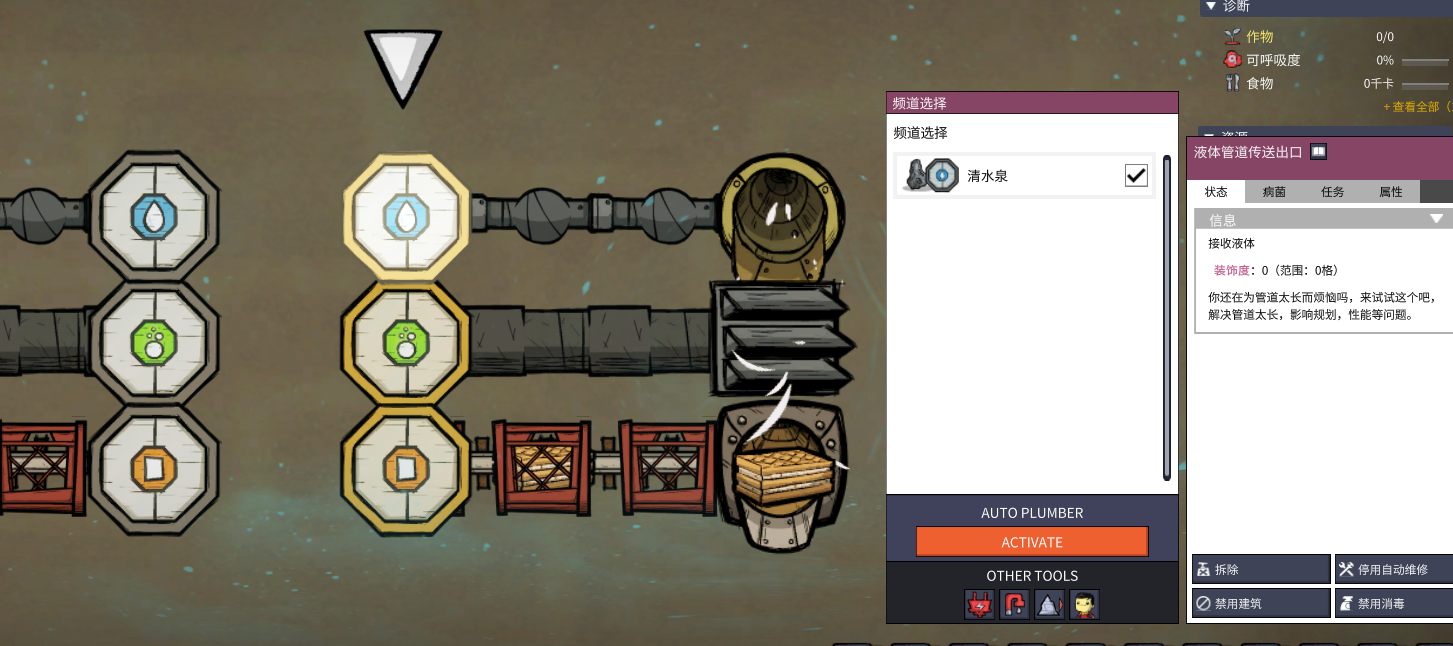 诊断
作物 0/0
可呼吸度 0%
食物 0千卡
+ 查看全部
频道选择
频道选择
清水泉
AUTO PLUMBER
ACTIVATE
OTHER TOOLS
资源
液体管道传送出口
状态 病菌 任务 属性
信息
接收液体
装饰度：0（范围：0格）
你还在为管道太长而烦恼吗，来试试这个吧，
解决管道太长，影响规划，性能等问题。
拆除 停用自动维修
禁用建筑 禁用消毒